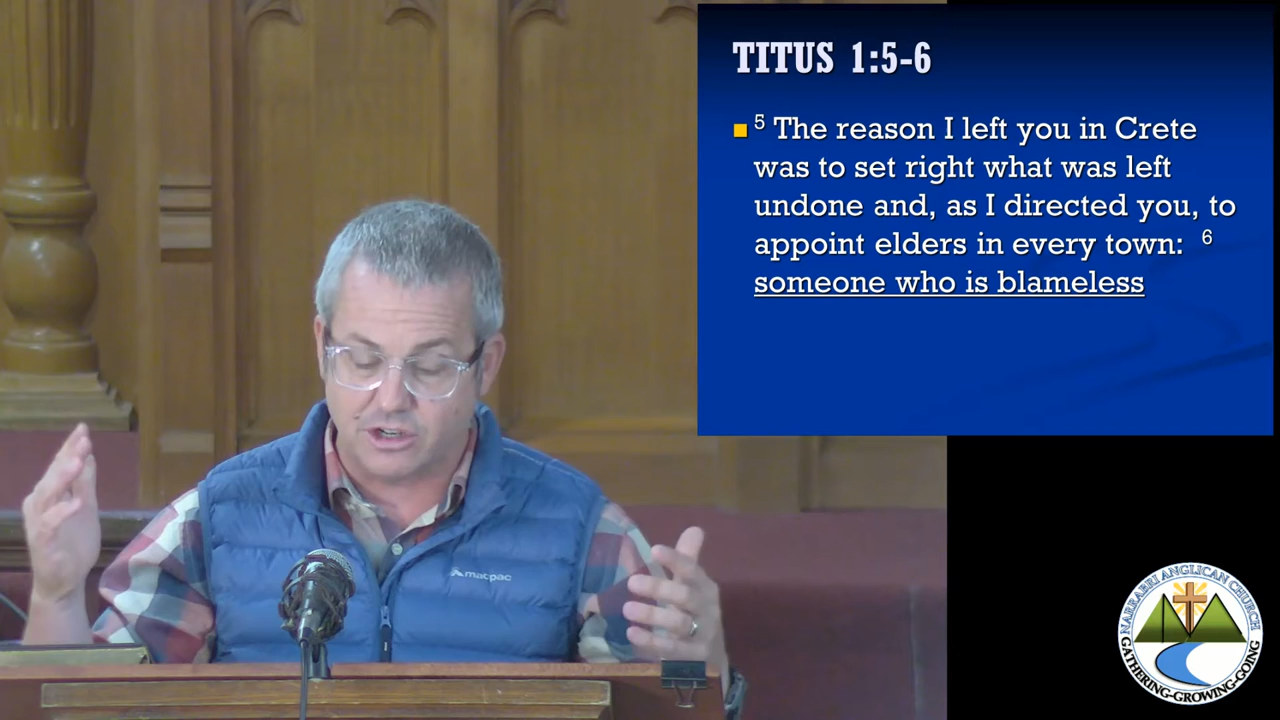 TITUS 1:5-6
5 The reason I left you in Crete
was to set right what was left
undone and, as I directed you, to
appoint elders in every town: 6
someone who is blameless
macpac
NARRABRI ANGLICAN CHURCH
GATHERING-GROWING-GOING